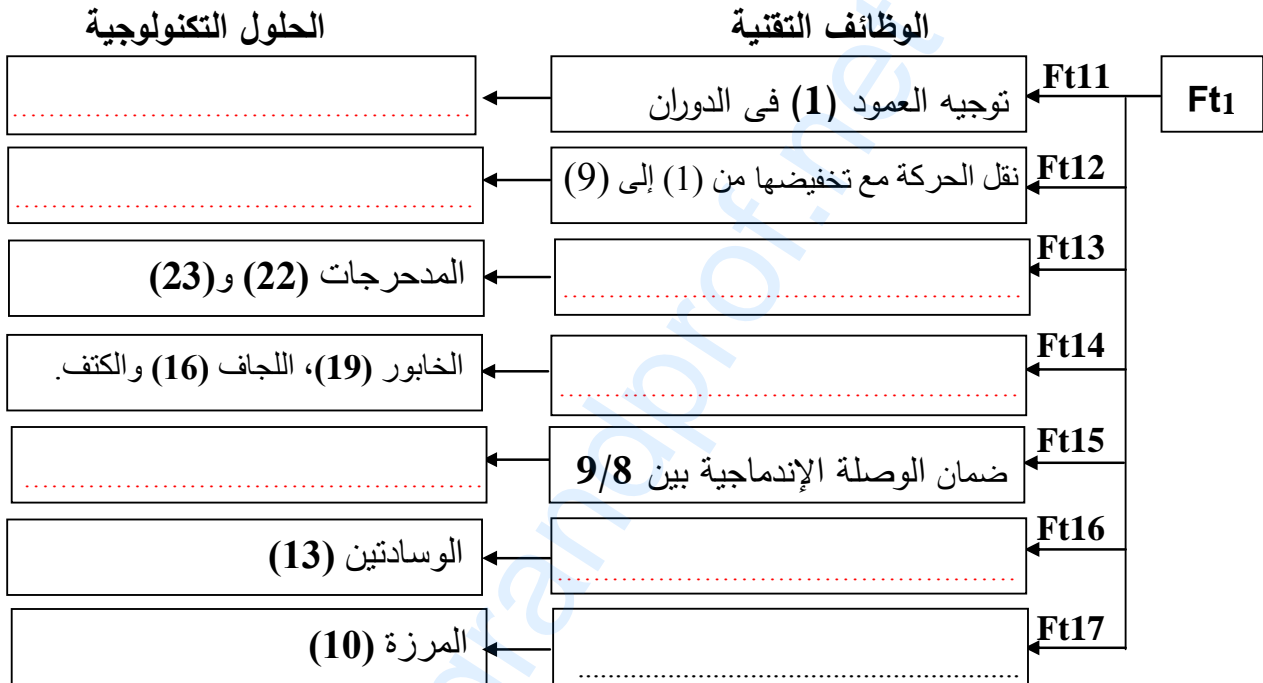 الوظائف التقنية
الحلول التكنولوجية
Ft1
Ft11
توجيه العمود (1) فى الدوران
........................................
Ft12
نقل الحركة مع تخفيضها من (1) إلى (9)
........................................
Ft13
........................................
المدحرجات (22) و(23)
Ft14
........................................
الخابور (19)، اللجاف (16) والكتف.
Ft15
ضمان الوصلة الإندماجية بين 9/8
........................................
Ft16
........................................
الوسادتين (13)
Ft17
........................................
المرزة (10)